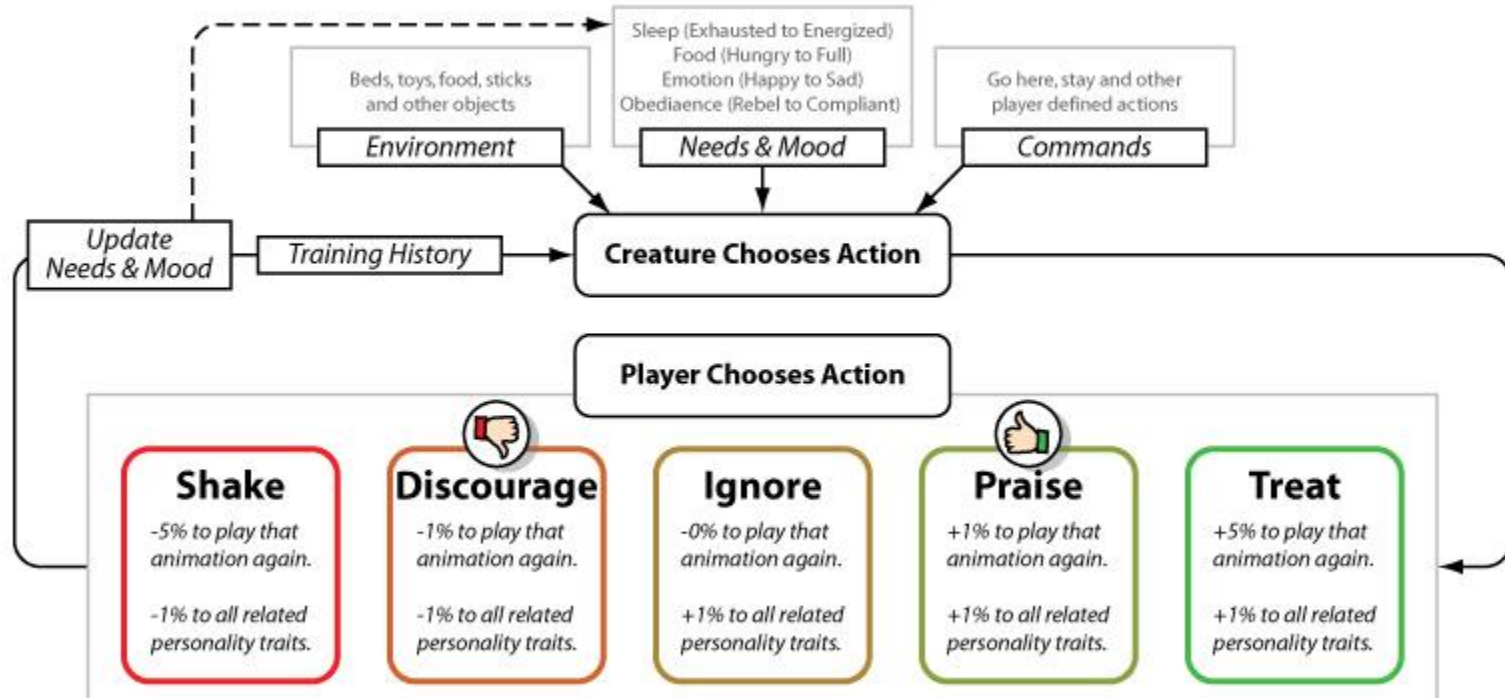 Sleep (Exhausted to Energized)
Food (Hungry to Full)
Emotion (Happy to Sad)
Obediaence (Rebel to Compliant)
Beds, toys, food, sticks
and other objects
Go here, stay and other
player defined actions
Environment
Needs & Mood
Commands
Update
Needs & Mood
Training History
Creature Chooses Action
Player Chooses Action
Shake
-5% to play that
animation again.
-1% to all related
personality traits.
Discourage
-1% to play that
animation again.
-1% to all related
personality traits.
Ignore
-0% to play that
animation again.
+1% to all related
personality traits.
Praise
+1% to play that
animation again.
+1% to all related
personality traits.
Treat
+5% to play that
animation again.
+1% to all related
personality traits.